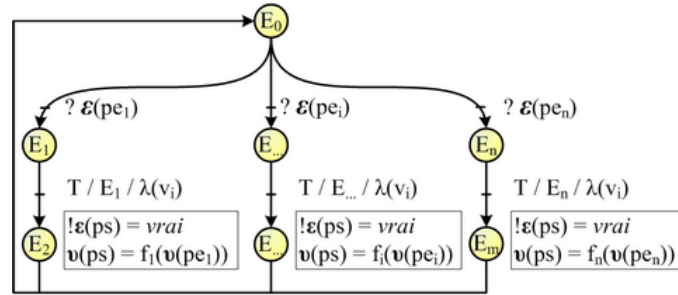 E₀
? ε(pe₁) ? ε(peᵢ) ? ε(peₙ)
E₁ E... Eₙ
T / E₁ / λ(vᵢ) T / E... / λ(vᵢ) T / Eₙ / λ(vᵢ)
!ε(ps) = vrai !ε(ps) = vrai !ε(ps) = vrai
E₂ E... Eₘ
υ(ps) = f₁(υ(pe₁)) υ(ps) = fᵢ(υ(peᵢ)) υ(ps) = fₙ(υ(peₙ))